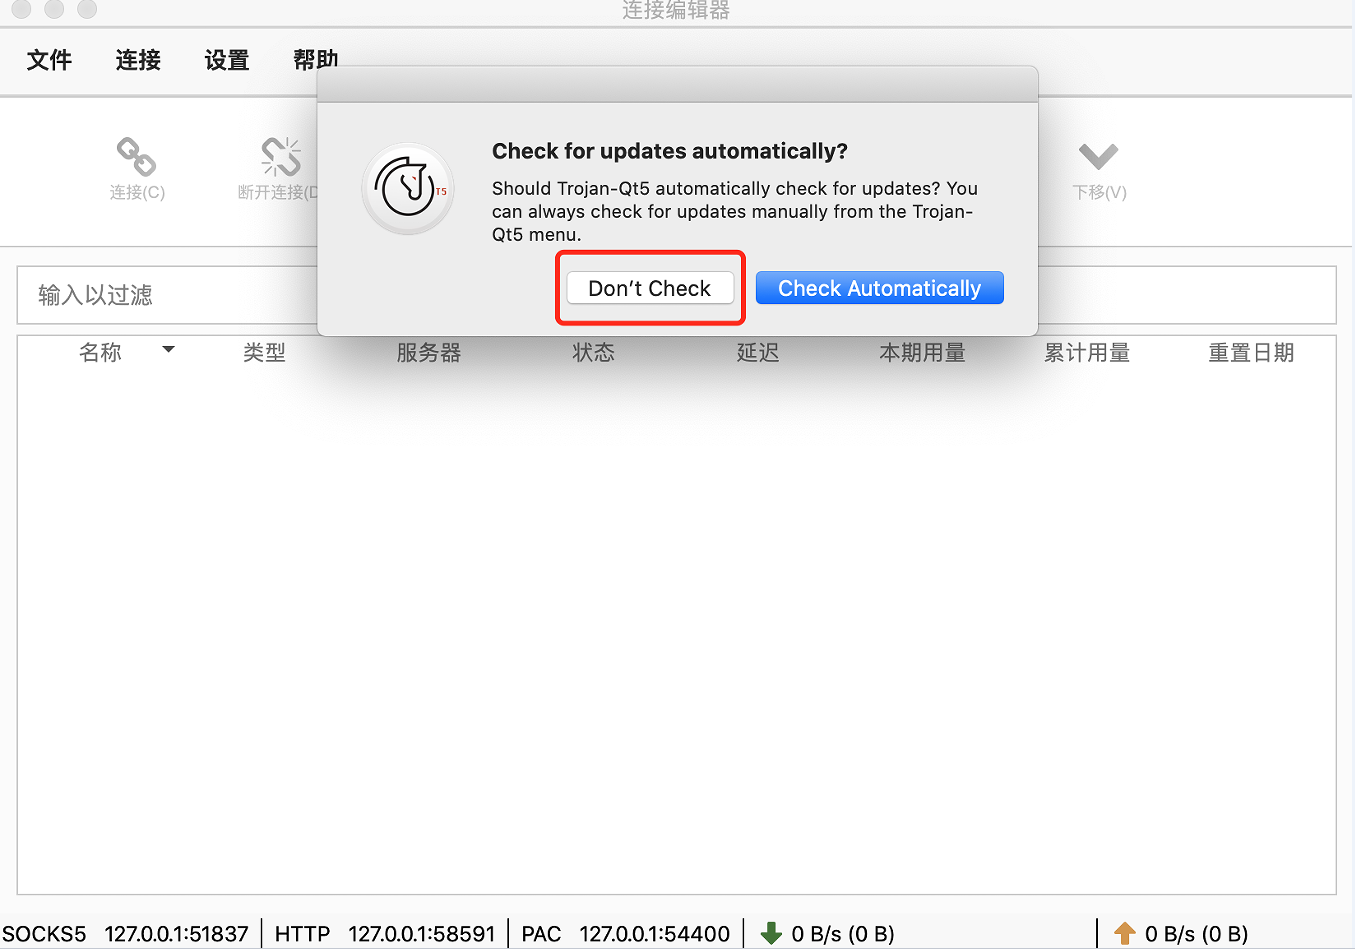 连接编辑器
文件 连接 设置 帮助
Check for updates automatically?
Should Trojan-Qt5 automatically check for updates? You
can always check for updates manually from the Trojan-
Qt5 menu.
Don't Check Check Automatically
T5
连接(C) 断开连接(D 下移(V)
输入以过滤
名称 类型 服务器 状态 延迟 本期用量 累计用量 重置日期
SOCKS5 127.0.0.1:51837 HTTP 127.0.0.1:58591 PAC 127.0.0.1:54400 0 B/s (0 B) 0 B/s (0 B)